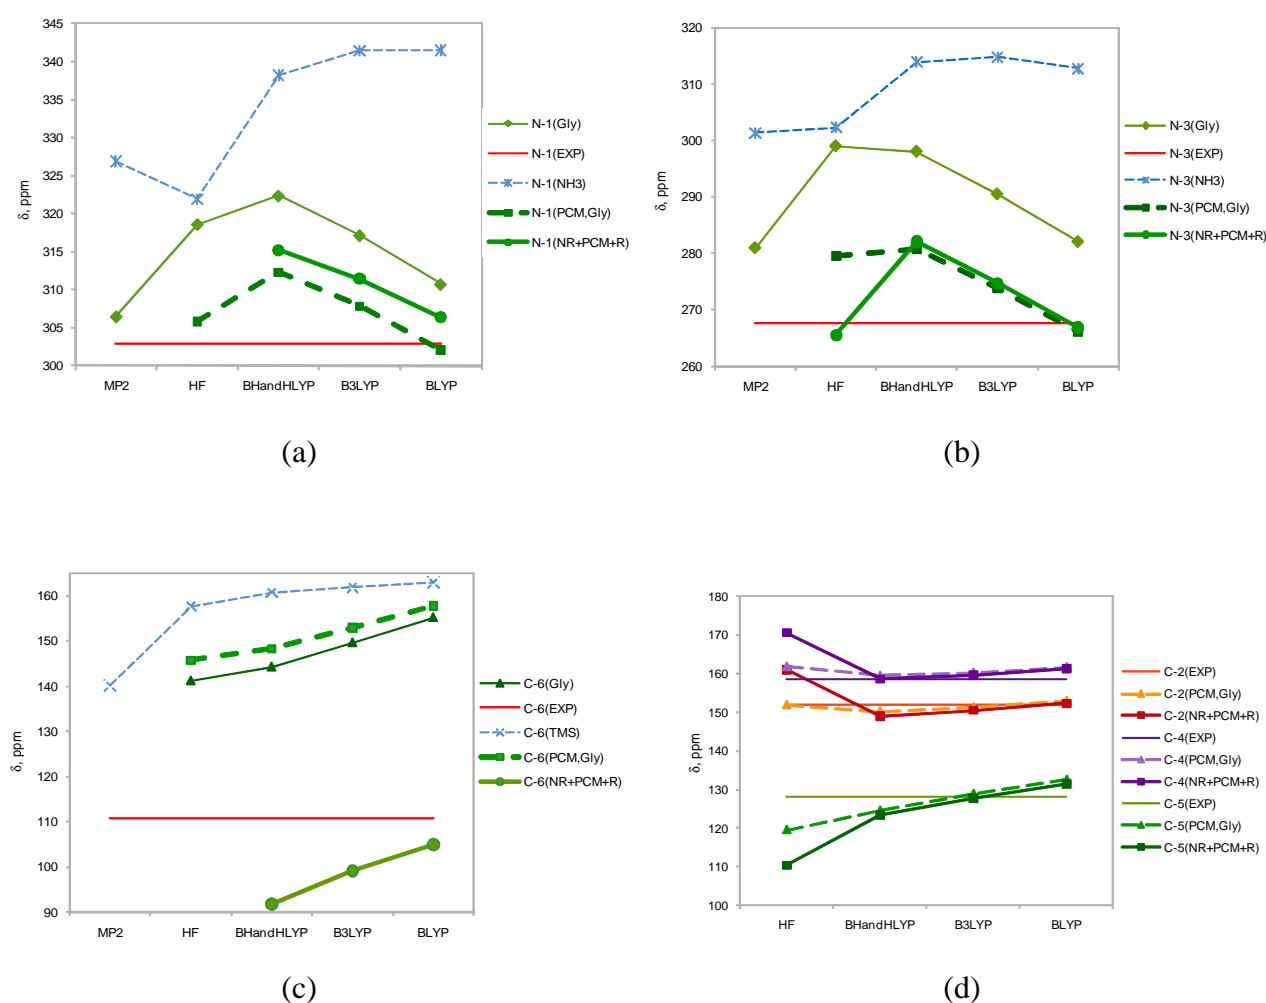 345
340
335
330
325
320
315
310
305
300
δ, ppm
MP2 HF BHandHLYP B3LYP BLYP
N-1(Gly)
N-1(EXP)
N-1(NH3)
N-1(PCM,Gly)
N-1(NR+PCM+R)
(a)
320
310
300
290
280
270
260
δ, ppm
MP2 HF BHandHLYP B3LYP BLYP
N-3(Gly)
N-3(EXP)
N-3(NH3)
N-3(PCM,Gly)
N-3(NR+PCM+R)
(b)
160
150
140
130
120
110
100
90
δ, ppm
MP2 HF BHandHLYP B3LYP BLYP
C-6(Gly)
C-6(EXP)
C-6(TMS)
C-6(PCM,Gly)
C-6(NR+PCM+R)
(c)
180
170
160
150
140
130
120
110
100
δ, ppm
HF BHandHLYP B3LYP BLYP
C-2(EXP)
C-2(PCM,Gly)
C-2(NR+PCM+R)
C-4(EXP)
C-4(PCM,Gly)
C-4(NR+PCM+R)
C-5(EXP)
C-5(PCM,Gly)
C-5(NR+PCM+R)
(d)